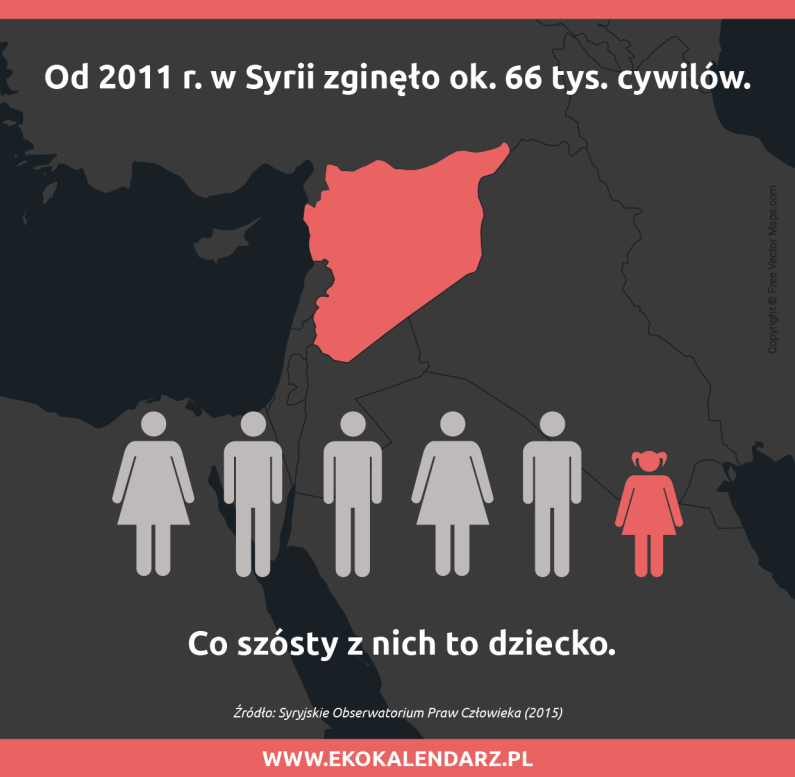 Od 2011 r. w Syrii zginęło ok. 66 tys. cywilów.
Copyright © Free Vector Maps.com
Co szósty z nich to dziecko.
Źródło: Syryjskie Obserwatorium Praw Człowieka (2015)
WWW.EKOKALENDARZ.PL